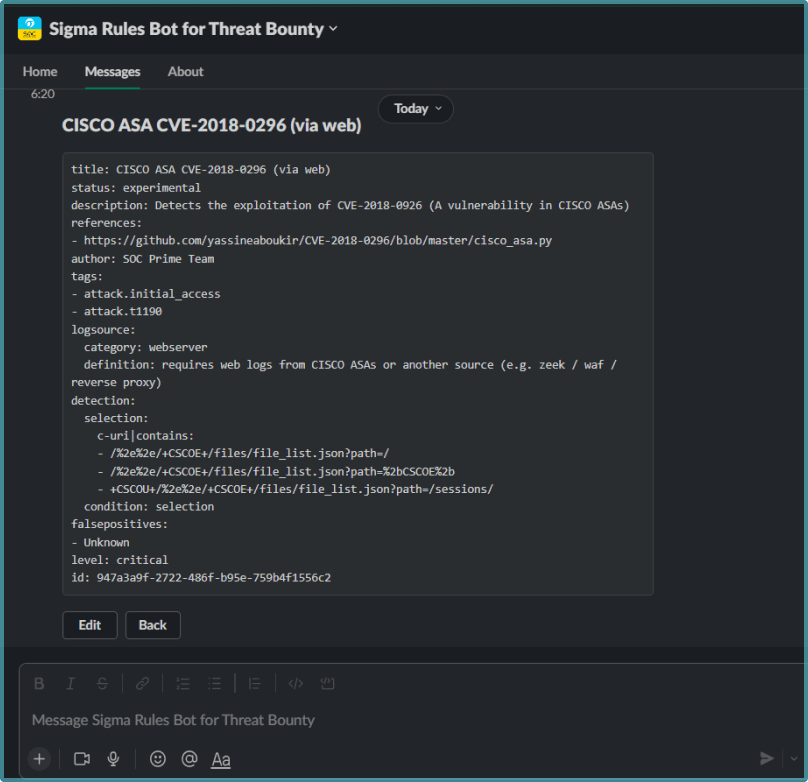 Sigma Rules Bot for Threat Bounty
Home Messages About
6:20
Today
CISCO ASA CVE-2018-0296 (via web)
title: CISCO ASA CVE-2018-0296 (via web)
status: experimental
description: Detects the exploitation of CVE-2018-0926 (A vulnerability in CISCO ASAs)
references:
- https://github.com/yassineaboukir/CVE-2018-0296/blob/master/cisco_asa.py
author: SOC Prime Team
tags:
- attack.initial_access
- attack.t1190
logsource:
  category: webserver
  definition: requires web logs from CISCO ASAs or another source (e.g. zeek / waf /
reverse proxy)
detection:
  selection:
    c-uri|contains:
    - /%2e%2e/+CSCOE+/files/file_list.json?path=/
    - /%2e%2e/+CSCOE+/files/file_list.json?path=%2bCSCOE%2b
    - +CSCOU+/%2e%2e/+CSCOE+/files/file_list.json?path=/sessions/
  condition: selection
falsepositives:
- Unknown
level: critical
id: 947a3a9f-2722-486f-b95e-759b4f1556c2
Edit Back
Message Sigma Rules Bot for Threat Bounty
Aa